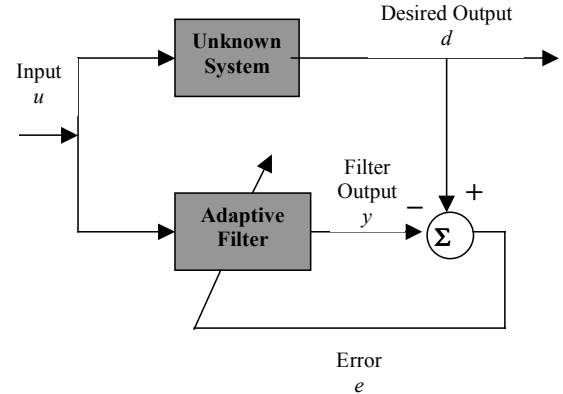 Desired Output
d
Unknown
System
Input
u
Filter
Output
y
− +
Adaptive
Filter
Σ
Error
e